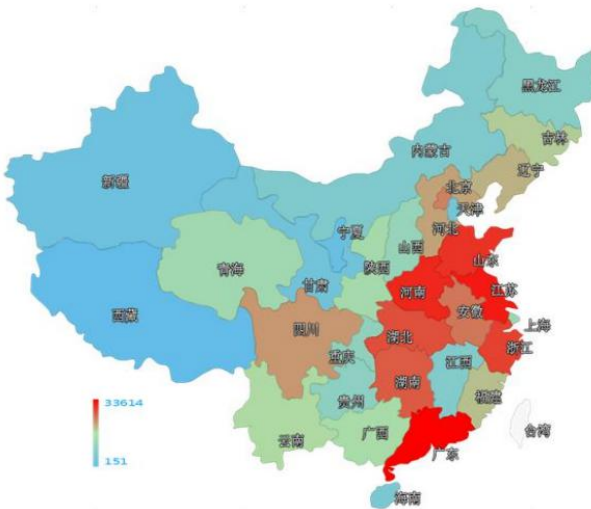 黑龙江
吉林
内蒙古
辽宁
新疆
北京
天津
宁夏
河北
山西
山东
青海
陕西
甘肃
河南
江苏
西藏
安徽
四川
上海
湖北
浙江
重庆
江西
湖南
福建
贵州
33614
云南
广西
台湾
广东
151
海南